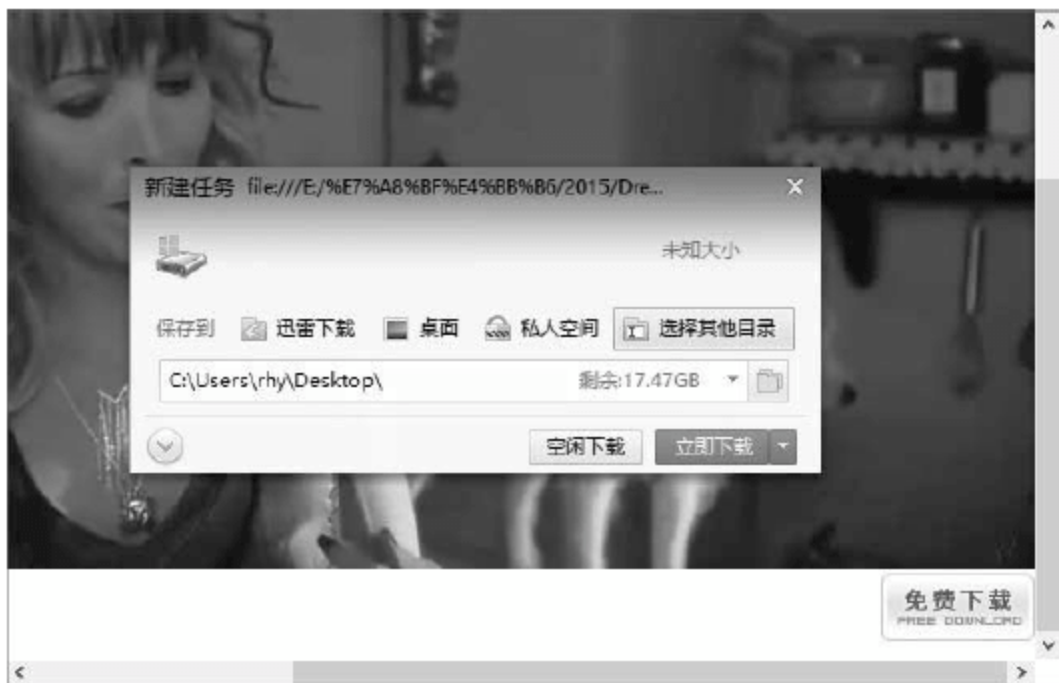 新建任务 file:///E:/%E7%A8%BF%E4%BB%B6/2015/Dre...
未知大小
保存到 迅雷下载 桌面 私人空间 选择其他目录
C:\Users\rhy\Desktop\ 剩余:17.47GB
空闲下载 立即下载
免费下载
FREE DOWNLOAD